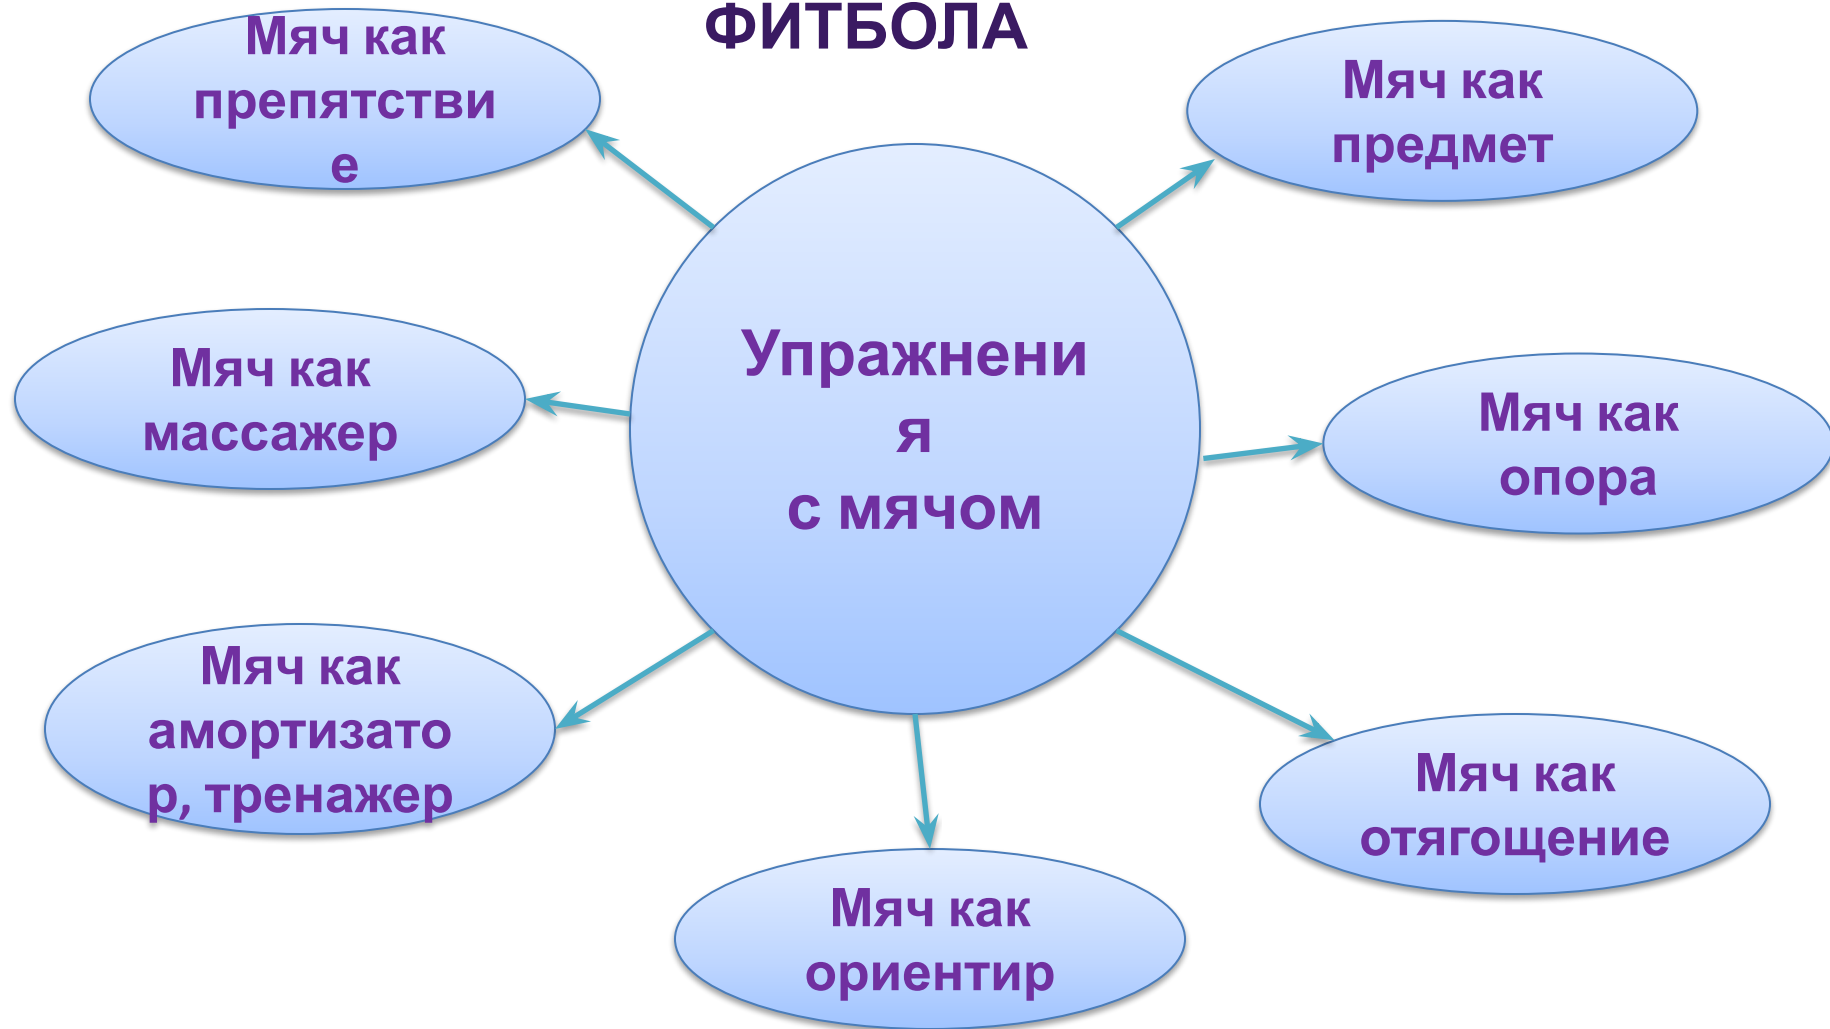 ФИТБОЛА
Мяч как
препятстви
е
Мяч как
предмет
Мяч как
массажер
Упражнени
я
с мячом
Мяч как
опора
Мяч как
амортизато
р, тренажер
Мяч как
отягощение
Мяч как
ориентир